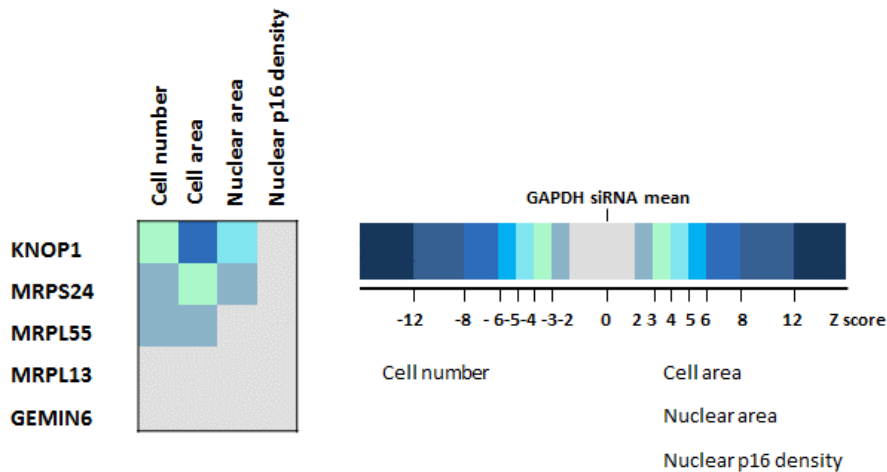 Cell number
Cell area
Nuclear area
Nuclear p16 density
KNOP1
MRPS24
MRPL55
MRPL13
GEMIN6
GAPDH siRNA mean
-12 -8 - 6-5-4 -3-2 0 2 3 4 5 6 8 12 Z score
Cell number Cell area
Nuclear area
Nuclear p16 density